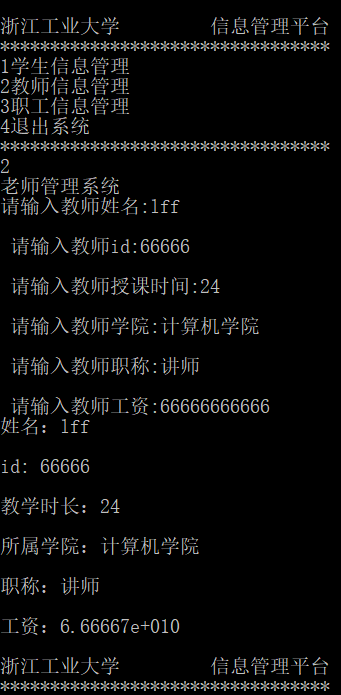 浙江工业大学 信息管理平台
*********************************
1学生信息管理
2教师信息管理
3职工信息管理
4退出系统
*********************************
2
老师管理系统
请输入教师姓名:lff
请输入教师id:66666
请输入教师授课时间:24
请输入教师学院:计算机学院
请输入教师职称:讲师
请输入教师工资:66666666666
姓名: lff
id: 66666
教学时长: 24
所属学院: 计算机学院
职称: 讲师
工资: 6.66667e+010
浙江工业大学 信息管理平台
*********************************